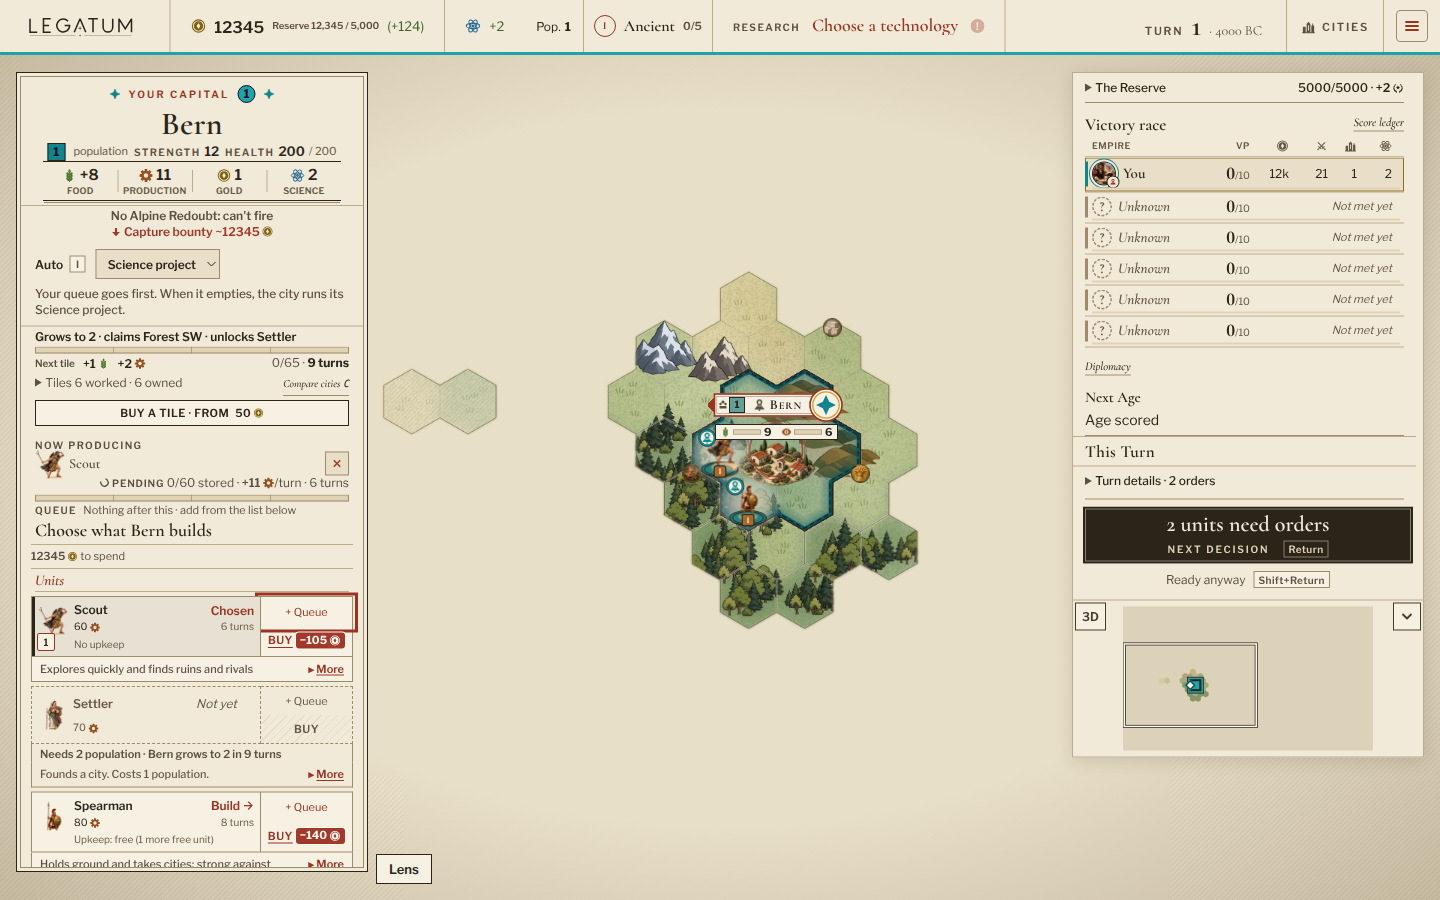 LEGATUM
12345 Reserve 12,345 / 5,000 (+124)
+2
Pop. 1
I Ancient 0/5
RESEARCH Choose a technology !
TURN 1 · 4000 BC
CITIES
YOUR CAPITAL 1
Bern
1 population STRENGTH 12 HEALTH 200 / 200
+8 11 1 2
FOOD PRODUCTION GOLD SCIENCE
No Alpine Redoubt: can't fire
Capture bounty ~12345
Auto I Science project
Your queue goes first. When it empties, the city runs its
Science project.
Grows to 2 · claims Forest SW · unlocks Settler
Next tile +1 +2 0/65 · 9 turns
Tiles 6 worked · 6 owned Compare cities C
BUY A TILE · FROM 50
NOW PRODUCING
Scout
PENDING 0/60 stored · +11 /turn · 6 turns
QUEUE Nothing after this · add from the list below
Choose what Bern builds
12345 to spend
Units
Scout Chosen + Queue
60 6 turns
1 No upkeep BUY −105
Explores quickly and finds ruins and rivals More
Settler Not yet + Queue
70 BUY
Needs 2 population · Bern grows to 2 in 9 turns
Founds a city. Costs 1 population. More
Spearman Build → + Queue
80 8 turns
Upkeep: free (1 more free unit) BUY −140
Holds ground and takes cities; strong against More
Lens
1 BERN
9 6
I
I
The Reserve 5000/5000 · +2
Victory race Score ledger
EMPIRE VP
You 0/10 12k 21 1 2
? Unknown 0/10 Not met yet
? Unknown 0/10 Not met yet
? Unknown 0/10 Not met yet
? Unknown 0/10 Not met yet
? Unknown 0/10 Not met yet
Diplomacy
Next Age
Age scored
This Turn
Turn details · 2 orders
2 units need orders
NEXT DECISION Return
Ready anyway Shift+Return
3D